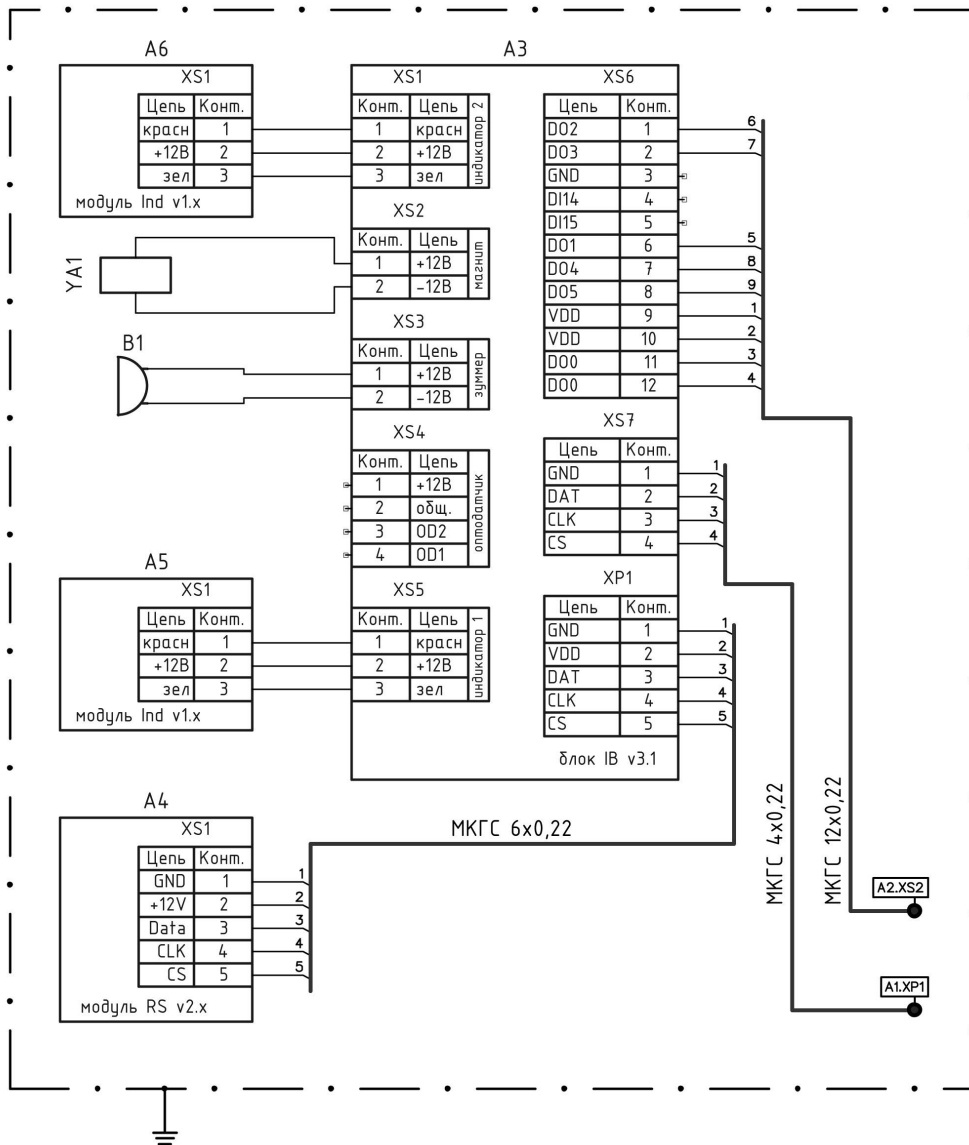 A6
XS1
Цепь Конт.
красн 1
+12В 2
зел 3
модуль Ind v1.x
YA1
B1
A5
XS1
Цепь Конт.
красн 1
+12В 2
зел 3
модуль Ind v1.x
A4
XS1
Цепь Конт.
GND 1
+12V 2
Data 3
CLK 4
CS 5
модуль RS v2.x
1
2
3
4
5
A3
XS1
Конт. Цепь
1 красн
2 +12В
3 зел
индикатор 2
XS2
Конт. Цепь
1 +12В
2 -12В
магнит
XS3
Конт. Цепь
1 +12В
2 -12В
зуммер
XS4
Конт. Цепь
1 +12В
2 общ.
3 OD2
4 OD1
оптодатчик
XS5
Конт. Цепь
1 красн
2 +12В
3 зел
индикатор 1
XS6
Цепь Конт.
DO2 1 6
DO3 2 7
GND 3
DI14 4
DI15 5
DO1 6 5
DO4 7 8
DO5 8 9
VDD 9 1
VDD 10 2
DO0 11 3
DO0 12 4
XS7
Цепь Конт.
GND 1 1
DAT 2 2
CLK 3 3
CS 4 4
XP1
Цепь Конт.
GND 1 1
VDD 2 2
DAT 3 3
CLK 4 4
CS 5 5
блок IB v3.1
МКГС 6х0,22
МКГС 4х0,22
МКГС 12х0,22
A2.XS2
A1.XP1